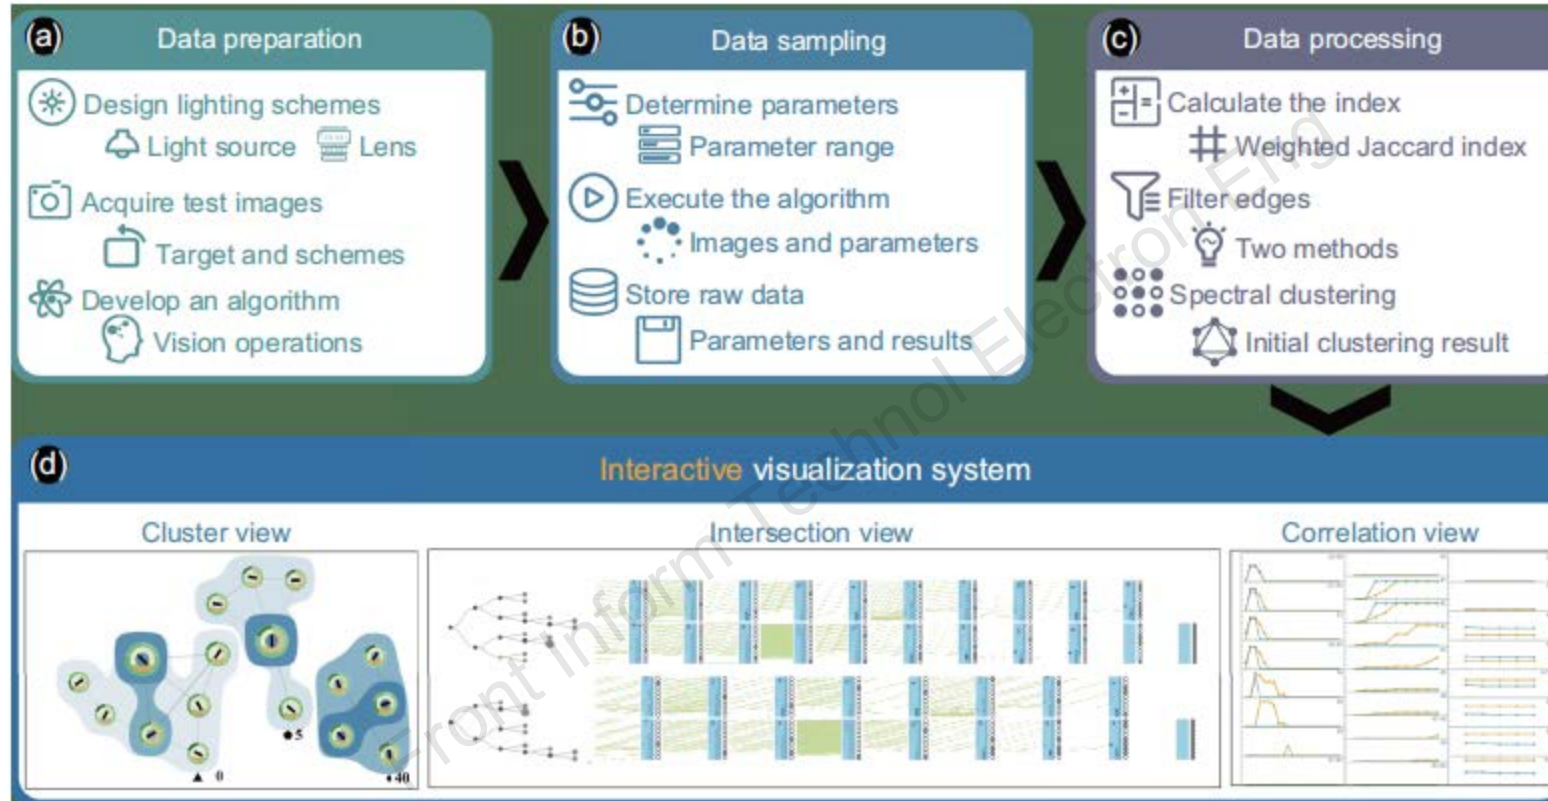 (a) Data preparation
Design lighting schemes
Light source Lens
Acquire test images
Target and schemes
Develop an algorithm
Vision operations
(b) Data sampling
Determine parameters
Parameter range
Execute the algorithm
Images and parameters
Store raw data
Parameters and results
(c) Data processing
Calculate the index
Weighted Jaccard index
Filter edges
Two methods
Spectral clustering
Initial clustering result
(d) Interactive visualization system
Cluster view
5
0
40
Intersection view
Correlation view
Front Inform Technol Electron Eng